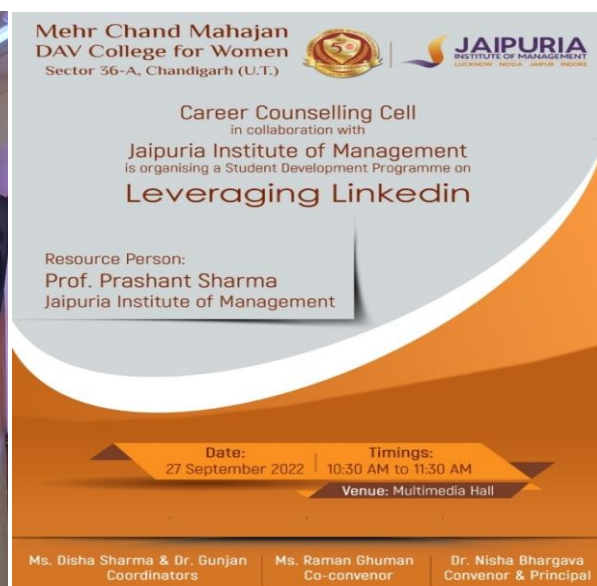 Mehr Chand Mahajan
DAV College for Women
Sector 36-A, Chandigarh (U.T.)
50
JAIPURIA
INSTITUTE OF MANAGEMENT
LUCKNOW NOIDA JAIPUR INDORE
Career Counselling Cell
in collaboration with
Jaipuria Institute of Management
is organising a Student Development Programme on
Leveraging Linkedin
Resource Person:
Prof. Prashant Sharma
Jaipuria Institute of Management
Date:
27 September 2022
Timings:
10:30 AM to 11:30 AM
Venue: Multimedia Hall
Ms. Disha Sharma & Dr. Gunjan
Coordinators
Ms. Raman Ghuman
Co-convenor
Dr. Nisha Bhargava
Convenor & Principal